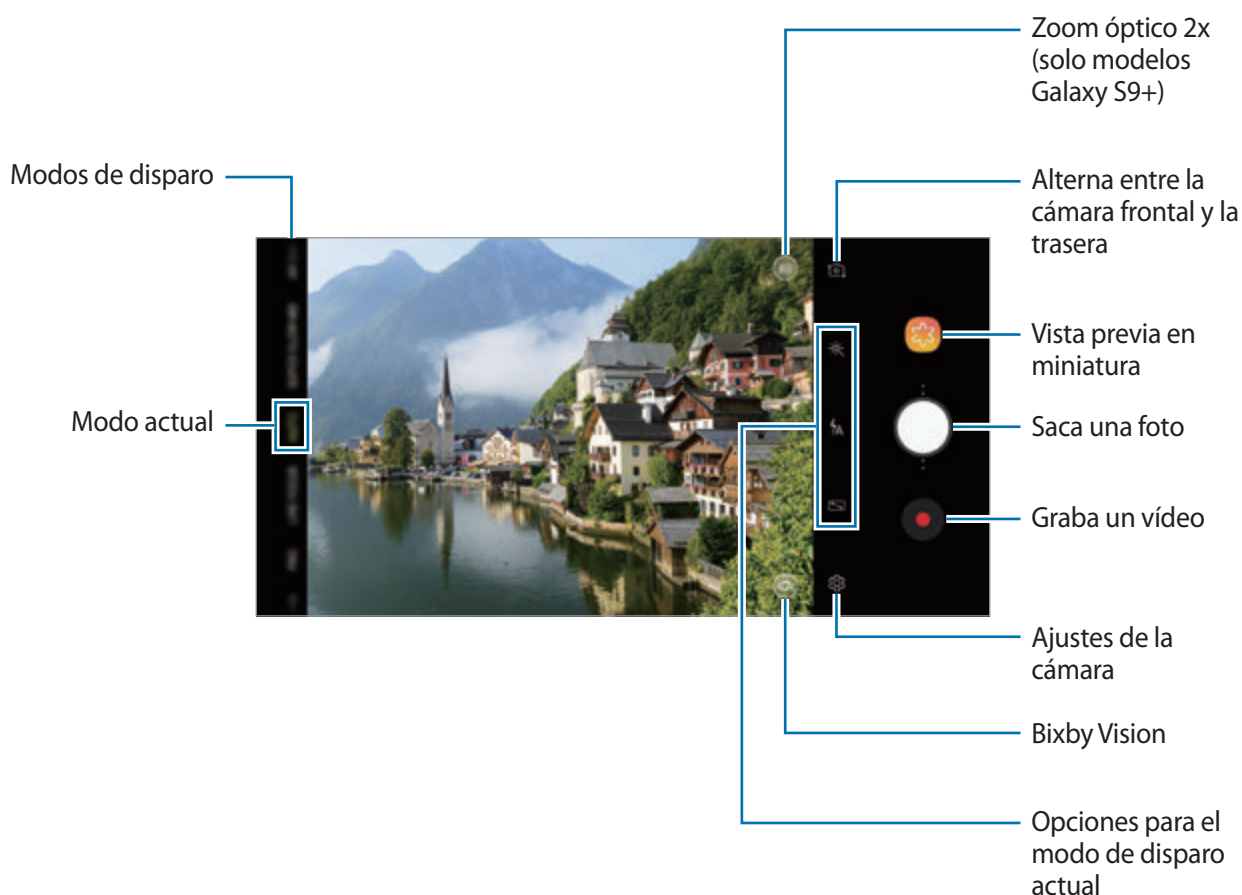 Zoom óptico 2x
(solo modelos
Galaxy S9+)
Modos de disparo
Alterna entre la
cámara frontal y la
trasera
Vista previa en
miniatura
Modo actual
Saca una foto
Graba un vídeo
Ajustes de la
cámara
Bixby Vision
Opciones para el
modo de disparo
actual